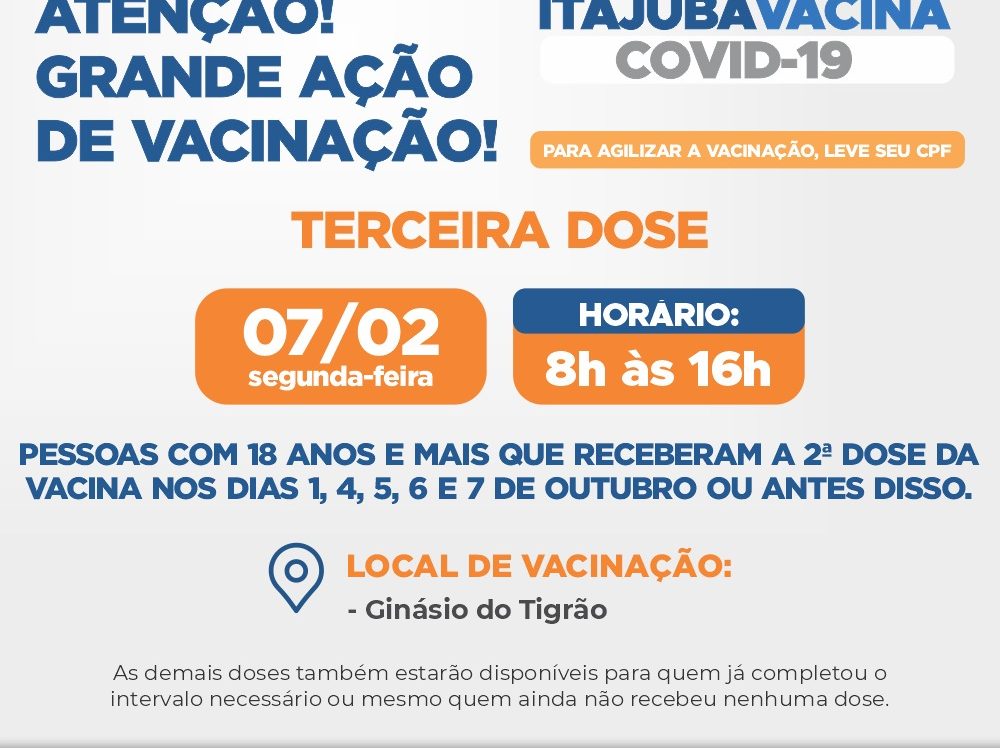 ATENÇÃO!
GRANDE AÇÃO
DE VACINAÇÃO!
ITAJUBÁVACINA
COVID-19
PARA AGILIZAR A VACINAÇÃO, LEVE SEU CPF
TERCEIRA DOSE
07/02
segunda-feira
HORÁRIO:
8h às 16h
PESSOAS COM 18 ANOS E MAIS QUE RECEBERAM A 2ª DOSE DA
VACINA NOS DIAS 1, 4, 5, 6 E 7 DE OUTUBRO OU ANTES DISSO.
LOCAL DE VACINAÇÃO:
- Ginásio do Tigrão
As demais doses também estarão disponíveis para quem já completou o
intervalo necessário ou mesmo quem ainda não recebeu nenhuma dose.